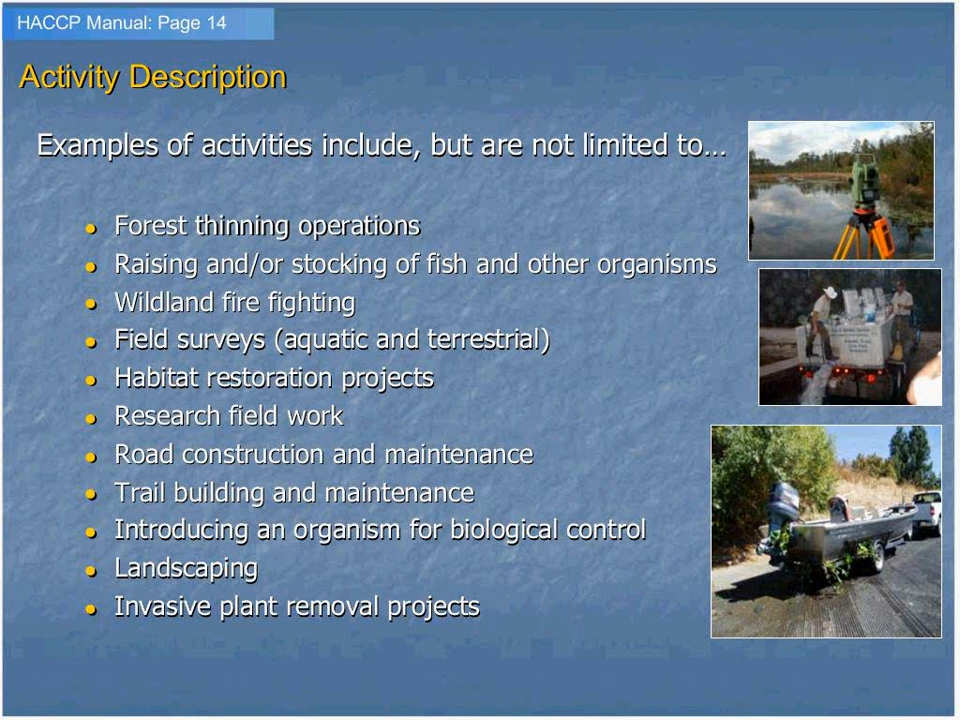 HACCP Manual: Page 14
Activity Description
Examples of activities include, but are not limited to…
• Forest thinning operations
• Raising and/or stocking of fish and other organisms
• Wildland fire fighting
• Field surveys (aquatic and terrestrial)
• Habitat restoration projects
• Research field work
• Road construction and maintenance
• Trail building and maintenance
• Introducing an organism for biological control
• Landscaping
• Invasive plant removal projects